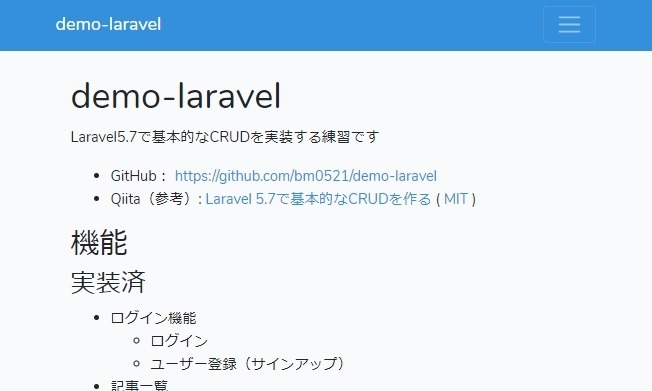 demo-laravel
demo-laravel
Laravel5.7で基本的なCRUDを実装する練習です
GitHub： https://github.com/bm0521/demo-laravel
Qiita（参考）: Laravel 5.7で基本的なCRUDを作る ( MIT )
機能
実装済
ログイン機能
ログイン
ユーザー登録（サインアップ）
記事一覧